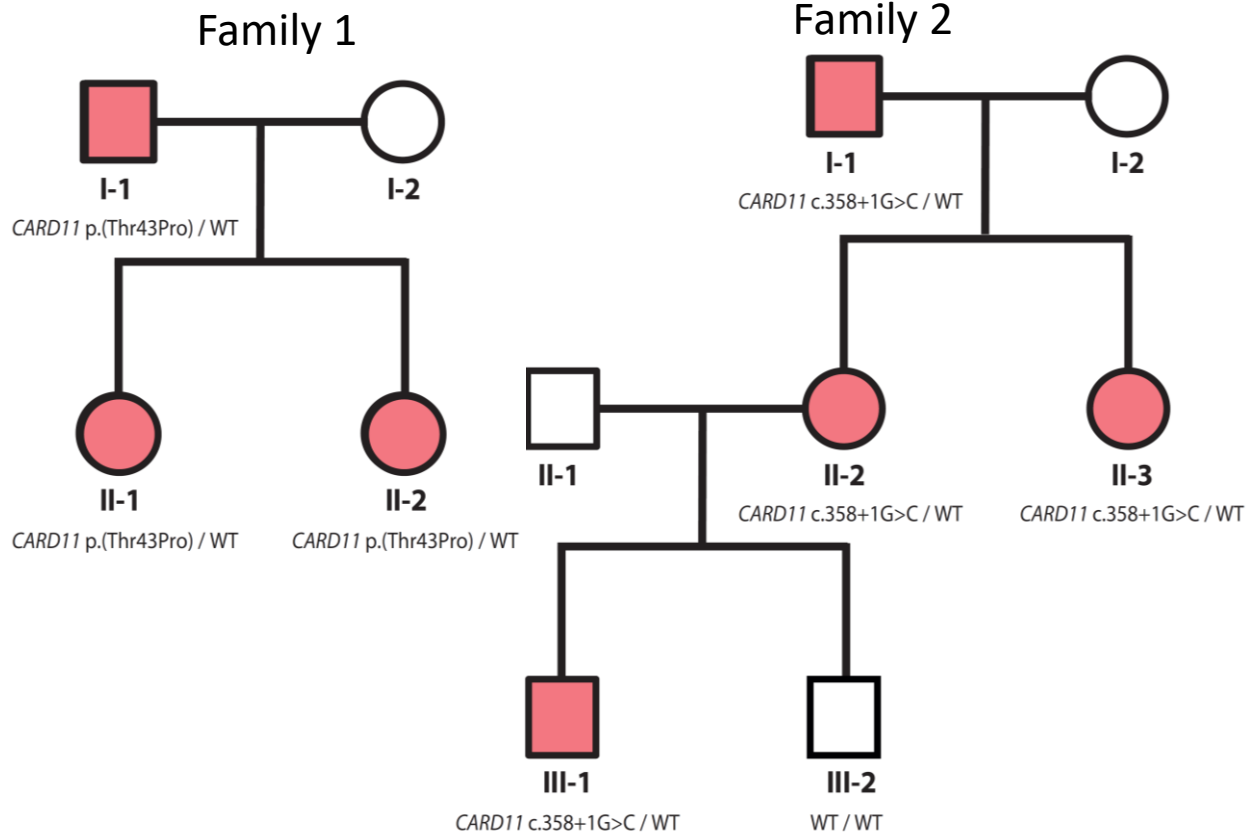 Family 1
I-1
I-2
CARD11 p.(Thr43Pro) / WT
II-1
II-2
CARD11 p.(Thr43Pro) / WT
CARD11 p.(Thr43Pro) / WT
Family 2
I-1
I-2
CARD11 c.358+1G>C / WT
II-1
II-2
II-3
CARD11 c.358+1G>C / WT
CARD11 c.358+1G>C / WT
III-1
III-2
CARD11 c.358+1G>C / WT
WT / WT